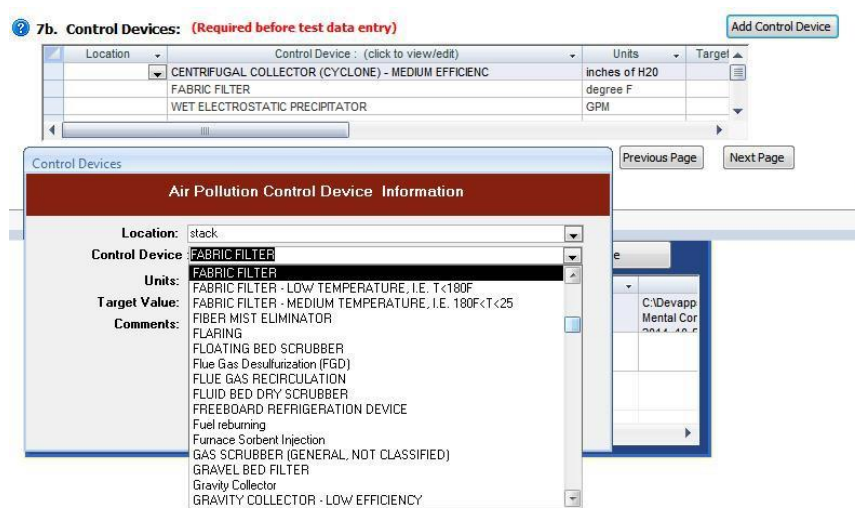 7b. Control Devices: (Required before test data entry)
Add Control Device
Location Control Device : (click to view/edit) Units Target
CENTRIFUGAL COLLECTOR (CYCLONE) - MEDIUM EFFICIENC inches of H20
FABRIC FILTER degree F
WET ELECTROSTATIC PRECIPITATOR GPM
Previous Page Next Page
Control Devices
Air Pollution Control Device Information
Location: stack
Control Device FABRIC FILTER
Units:
Target Value:
Comments:
FABRIC FILTER
FABRIC FILTER - LOW TEMPERATURE, I.E. T<180F
FABRIC FILTER - MEDIUM TEMPERATURE, I.E. 180F<T<25
FIBER MIST ELIMINATOR
FLARING
FLOATING BED SCRUBBER
Flue Gas Desulfurization (FGD)
FLUE GAS RECIRCULATION
FLUID BED DRY SCRUBBER
FREEBOARD REFRIGERATION DEVICE
Fuel reburning
Furnace Sorbent Injection
GAS SCRUBBER (GENERAL, NOT CLASSIFIED)
GRAVEL BED FILTER
Gravity Collector
GRAVITY COLLECTOR - LOW EFFICIENCY
e
C:\Devapp
Mental Cor